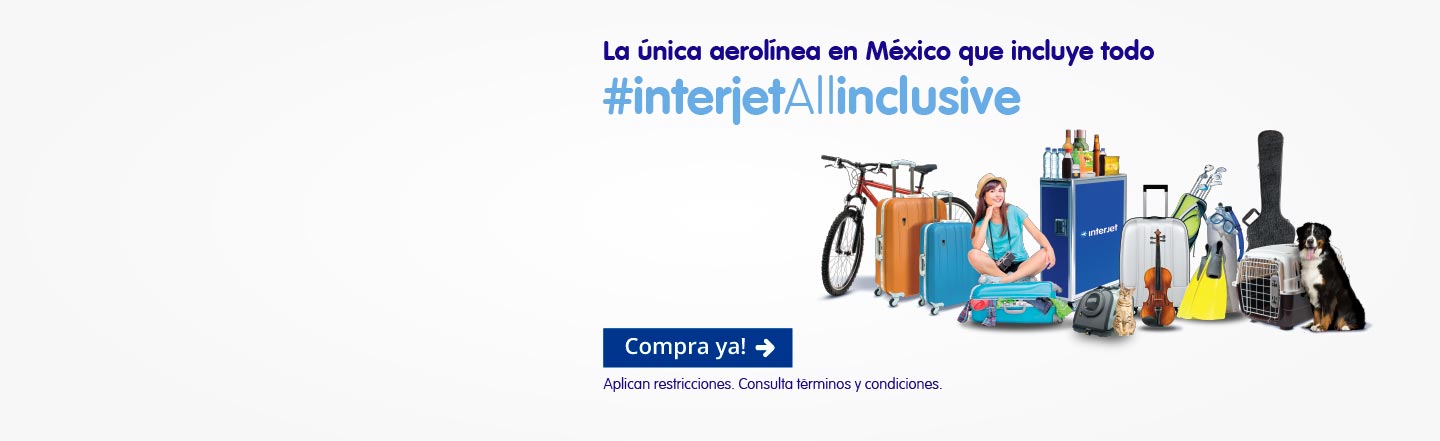 La única aerolínea en México que incluye todo
#interjetAllinclusive
interjet
Compra ya!
Aplican restricciones. Consulta términos y condiciones.